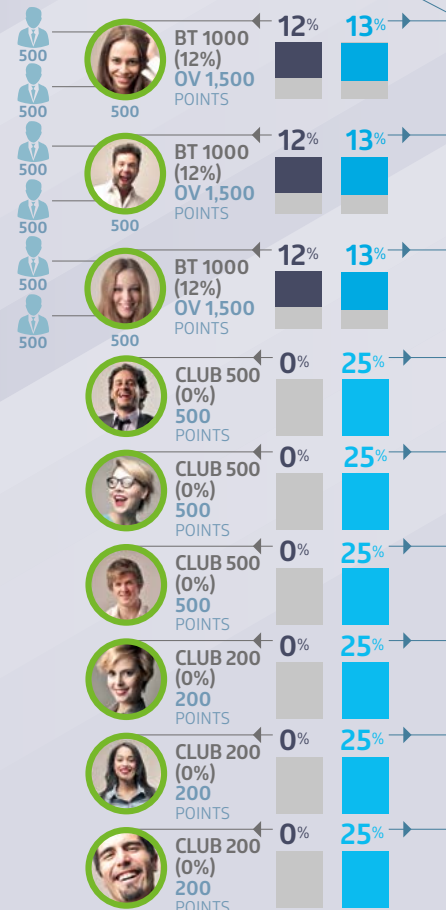 12% 13%
BT 1000
(12%)
OV 1,500
POINTS
500
500
500
12% 13%
BT 1000
(12%)
OV 1,500
POINTS
500
500
500
12% 13%
BT 1000
(12%)
OV 1,500
POINTS
500
500
500
0% 25%
CLUB 500
(0%)
500
POINTS
0% 25%
CLUB 500
(0%)
500
POINTS
0% 25%
CLUB 500
(0%)
500
POINTS
0% 25%
CLUB 200
(0%)
200
POINTS
0% 25%
CLUB 200
(0%)
200
POINTS
0% 25%
CLUB 200
(0%)
200
POINTS